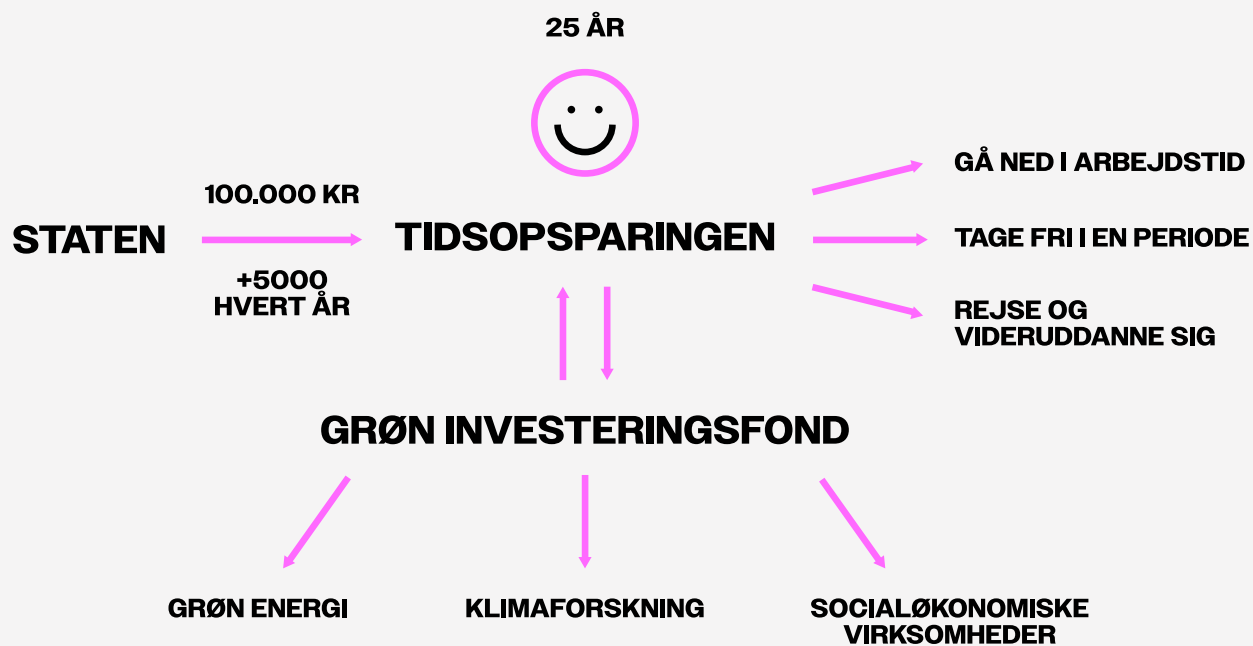 25 ÅR
100.000 KR
STATEN
+5000
HVERT ÅR
TIDSOPSPARINGEN
GÅ NED I ARBEJDSTID
TAGE FRI I EN PERIODE
REJSE OG
VIDERUDDANNE SIG
GRØN INVESTERINGSFOND
GRØN ENERGI
KLIMAFORSKNING
SOCIALØKONOMISKE
VIRKSOMHEDER